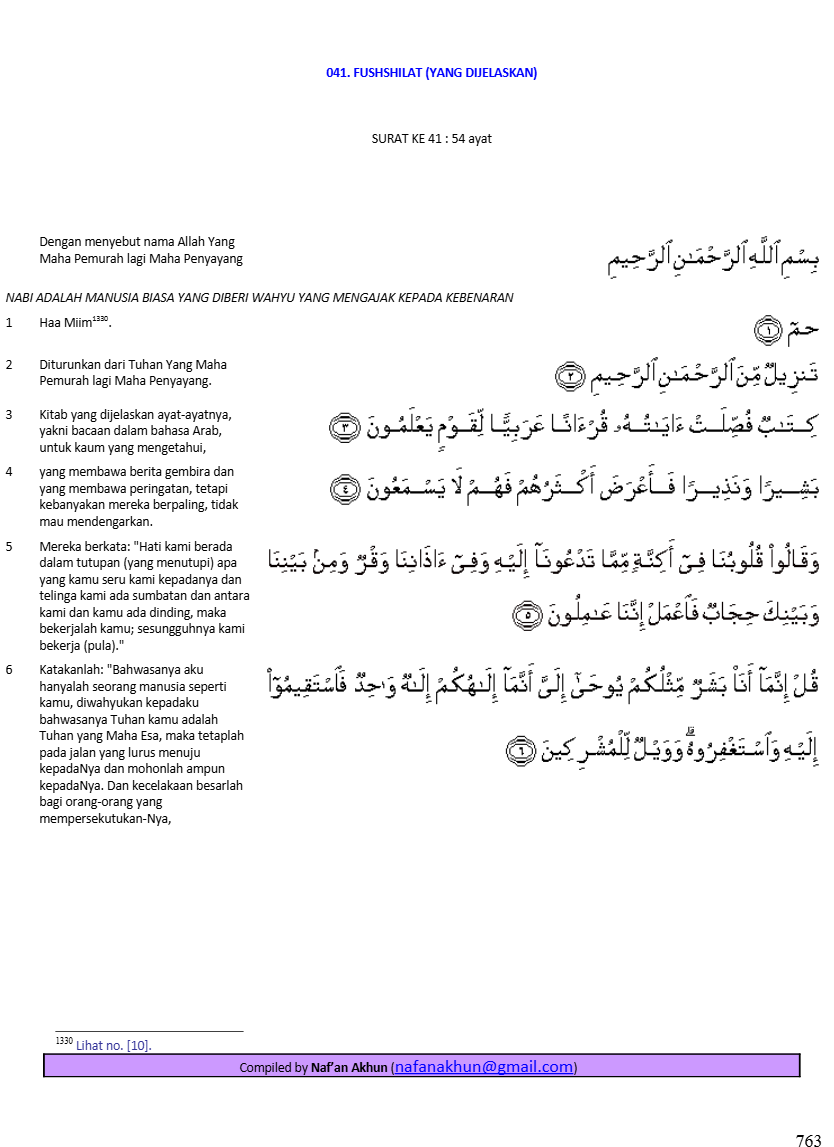 041. FUSHSHILAT (YANG DIJELASKAN)
SURAT KE 41 : 54 ayat
Dengan menyebut nama Allah Yang
Maha Pemurah lagi Maha Penyayang
بِسْمِ ٱللَّهِ ٱلرَّحْمَـٰنِ ٱلرَّحِيمِ
NABI ADALAH MANUSIA BIASA YANG DIBERI WAHYU YANG MENGAJAK KEPADA KEBENARAN
1 Haa Miim1330.
حمٓ ١
2 Diturunkan dari Tuhan Yang Maha
Pemurah lagi Maha Penyayang.
تَنزِيلٌ مِّنَ ٱلرَّحْمَـٰنِ ٱلرَّحِيمِ ٢
3 Kitab yang dijelaskan ayat-ayatnya,
yakni bacaan dalam bahasa Arab,
untuk kaum yang mengetahui,
كِتَـٰبٌ فُصِّلَتْ ءَايَـٰتُهُۥ قُرْءَانًا عَرَبِيًّا لِّقَوْمٍ يَعْلَمُونَ ٣
4 yang membawa berita gembira dan
yang membawa peringatan, tetapi
kebanyakan mereka berpaling, tidak
mau mendengarkan.
بَشِيرًا وَنَذِيرًا فَأَعْرَضَ أَكْثَرُهُمْ فَهُمْ لَا يَسْمَعُونَ ٤
5 Mereka berkata: "Hati kami berada
dalam tutupan (yang menutupi) apa
yang kamu seru kami kepadanya dan
telinga kami ada sumbatan dan antara
kami dan kamu ada dinding, maka
bekerjalah kamu; sesungguhnya kami
bekerja (pula)."
وَقَالُوا۟ قُلُوبُنَا فِىٓ أَكِنَّةٍ مِّمَّا تَدْعُونَآ إِلَيْهِ وَفِىٓ ءَاذَانِنَا وَقْرٌ وَمِنۢ بَيْنِنَا
وَبَيْنِكَ حِجَابٌ فَٱعْمَلْ إِنَّنَا عَـٰمِلُونَ ٥
6 Katakanlah: "Bahwasanya aku
hanyalah seorang manusia seperti
kamu, diwahyukan kepadaku
bahwasanya Tuhan kamu adalah
Tuhan yang Maha Esa, maka tetaplah
pada jalan yang lurus menuju
kepadaNya dan mohonlah ampun
kepadaNya. Dan kecelakaan besarlah
bagi orang-orang yang
mempersekutukan-Nya,
قُلْ إِنَّمَآ أَنَا۠ بَشَرٌ مِّثْلُكُمْ يُوحَىٰٓ إِلَىَّ أَنَّمَآ إِلَـٰهُكُمْ إِلَـٰهٌ وَٰحِدٌ فَٱسْتَقِيمُوٓا۟
إِلَيْهِ وَٱسْتَغْفِرُوهُ ۗ وَوَيْلٌ لِّلْمُشْرِكِينَ ٦
1330 Lihat no. [10].
Compiled by Naf’an Akhun (nafanakhun@gmail.com)
763